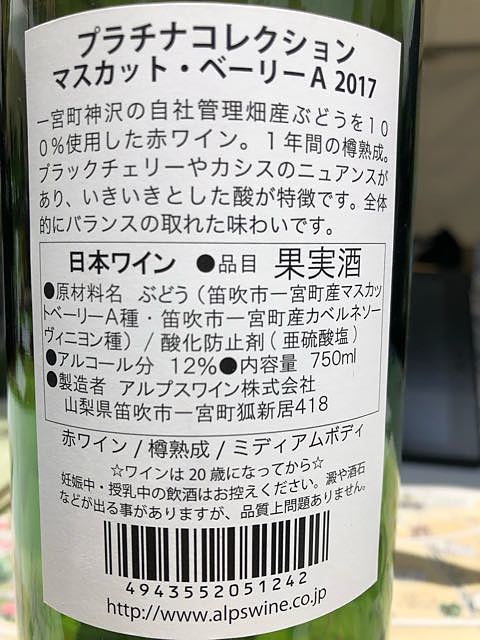 プラチナコレクション
マスカット・ベーリーA 2017
一宮町神沢の自社管理畑産ぶどうを10
0%使用した赤ワイン。1年間の樽熟成。
ブラックチェリーやカシスのニュアンスが
あり、いきいきとした酸が特徴です。全体
的にバランスの取れた味わいです。
日本ワイン ●品目 果実酒
●原材料名 ぶどう(笛吹市一宮町産マスカッ
トベーリーA種・笛吹市一宮町産カベルネソー
ヴィニヨン種)/酸化防止剤(亜硫酸塩)
●アルコール分 12%●内容量 750ml
●製造者 アルプスワイン株式会社
山梨県笛吹市一宮町狐新居418
赤ワイン/樽熟成/ミディアムボディ
☆ワインは20歳になってから☆
妊娠中・授乳中の飲酒はお控えください。澱や酒石
などが出る事がありますが、品質上問題ありません。
4943552051242
http://www.alpswine.co.jp